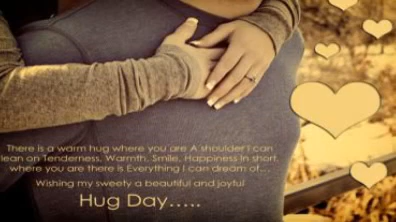 There is a warm hug where you are A shoulder I can
lean on Tenderness, Warmth, Smile, Happiness In short,
where you are there is Everything I can dream of...
Wishing my sweety a beautiful and joyful
Hug Day.....